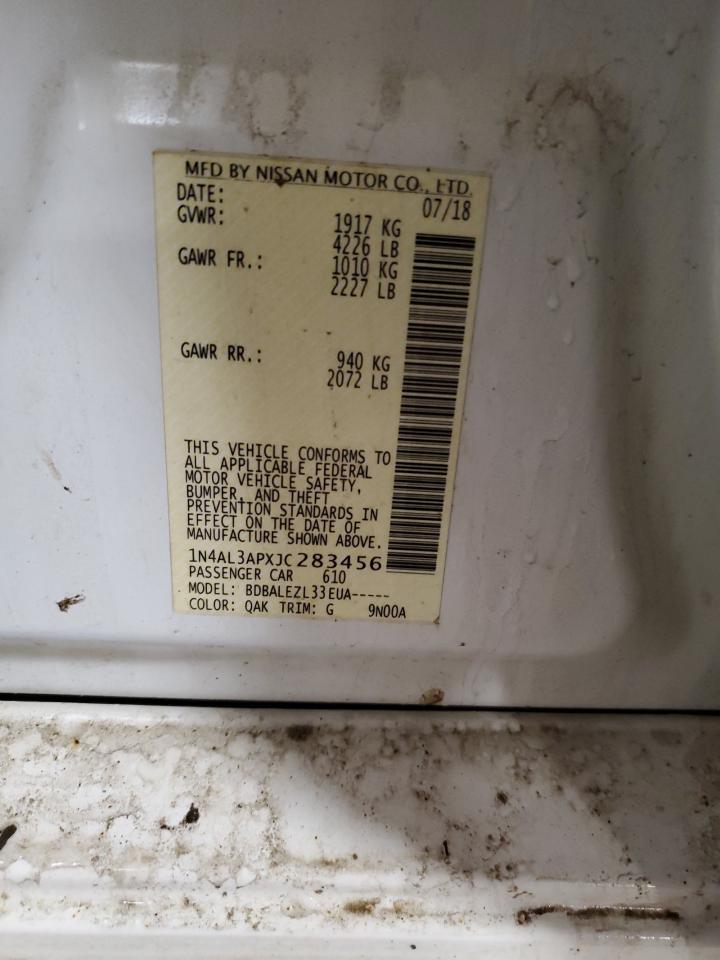 MFD BY NISSAN MOTOR CO., LTD.
DATE: 07/18
GVWR: 1917 KG
4226 LB
GAWR FR.: 1010 KG
2227 LB
GAWR RR.: 940 KG
2072 LB
THIS VEHICLE CONFORMS TO
ALL APPLICABLE FEDERAL
MOTOR VEHICLE SAFETY,
BUMPER, AND THEFT
PREVENTION STANDARDS IN
EFFECT ON THE DATE OF
MANUFACTURE SHOWN ABOVE.
1N4AL3APXJC283456
PASSENGER CAR 610
MODEL: BDBALEZL33EUA-----
COLOR: QAK TRIM: G 9N00A